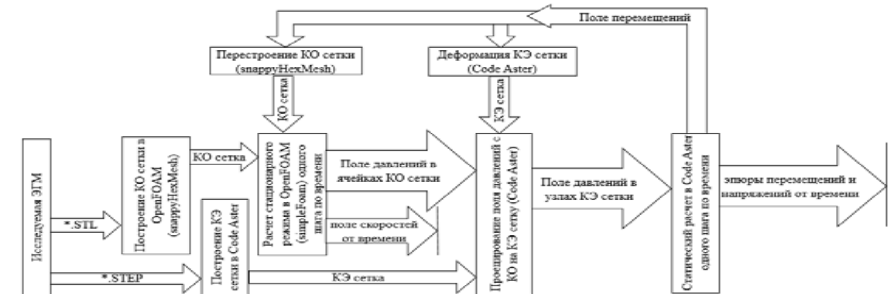 Поле перемещений
Перестроение КО сетки
(snappyHexMesh)
Деформация КЭ сетки
(Code Aster)
КО сетка
КЭ сетка
Исследуемая ЭГМ
*.STL
*.STEP
Построение КО сетки в
OpenFOAM
(snappyHexMesh)
КО сетка
Построение КЭ
сетки в Code Aster
Расчет стационарного
режима в OpenFOAM
(simpleFoam) одного
шага по времени
Поле давлений в
ячейках КО сетки
поле скоростей
от времени
КЭ сетка
Проецирование поля давлений с
КО на КЭ сетку (Code Aster)
Поле давлений в
узлах КЭ сетки
Статический расчет в Code Aster
одного шага по времени
эпюры перемещений и
напряжений от времени